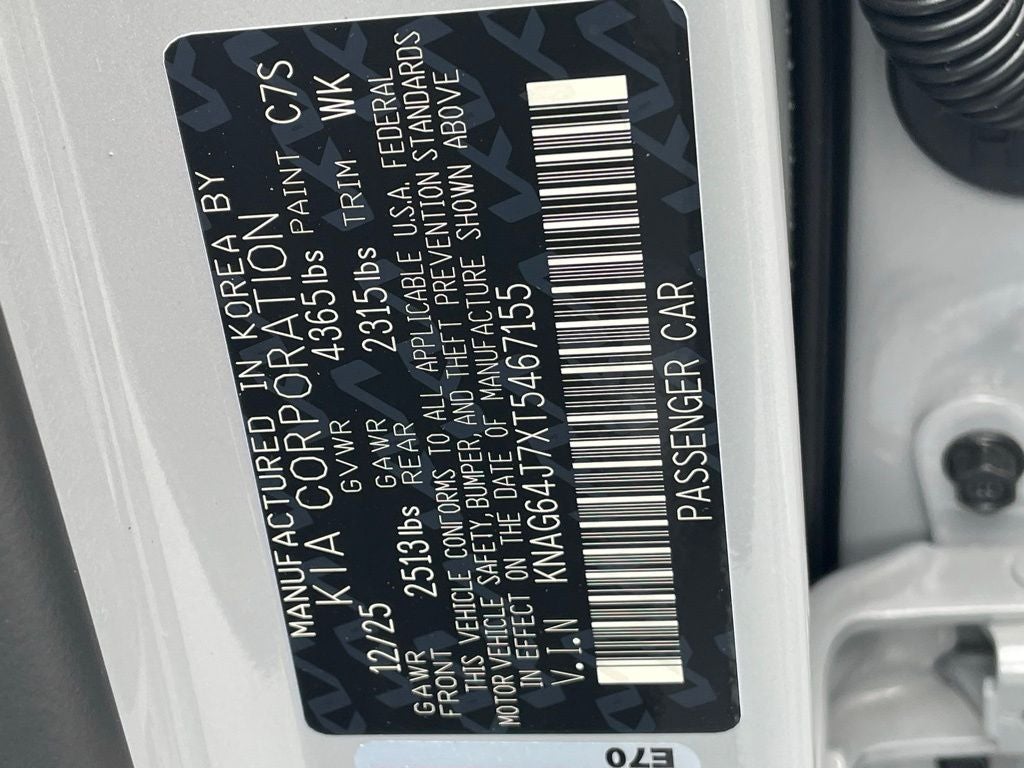 MANUFACTURED IN KOREA BY
KIA CORPORATION
12/25 GVWR 4365lbs PAINT C7S
GAWR FRONT 2513lbs GAWR REAR 2315lbs TRIM WK
THIS VEHICLE CONFORMS TO ALL APPLICABLE U.S.A. FEDERAL
MOTOR VEHICLE SAFETY, BUMPER, AND THEFT PREVENTION STANDARDS
IN EFFECT ON THE DATE OF MANUFACTURE SHOWN ABOVE
V.I.N KNAG64J7XT5467155
PASSENGER CAR
E70